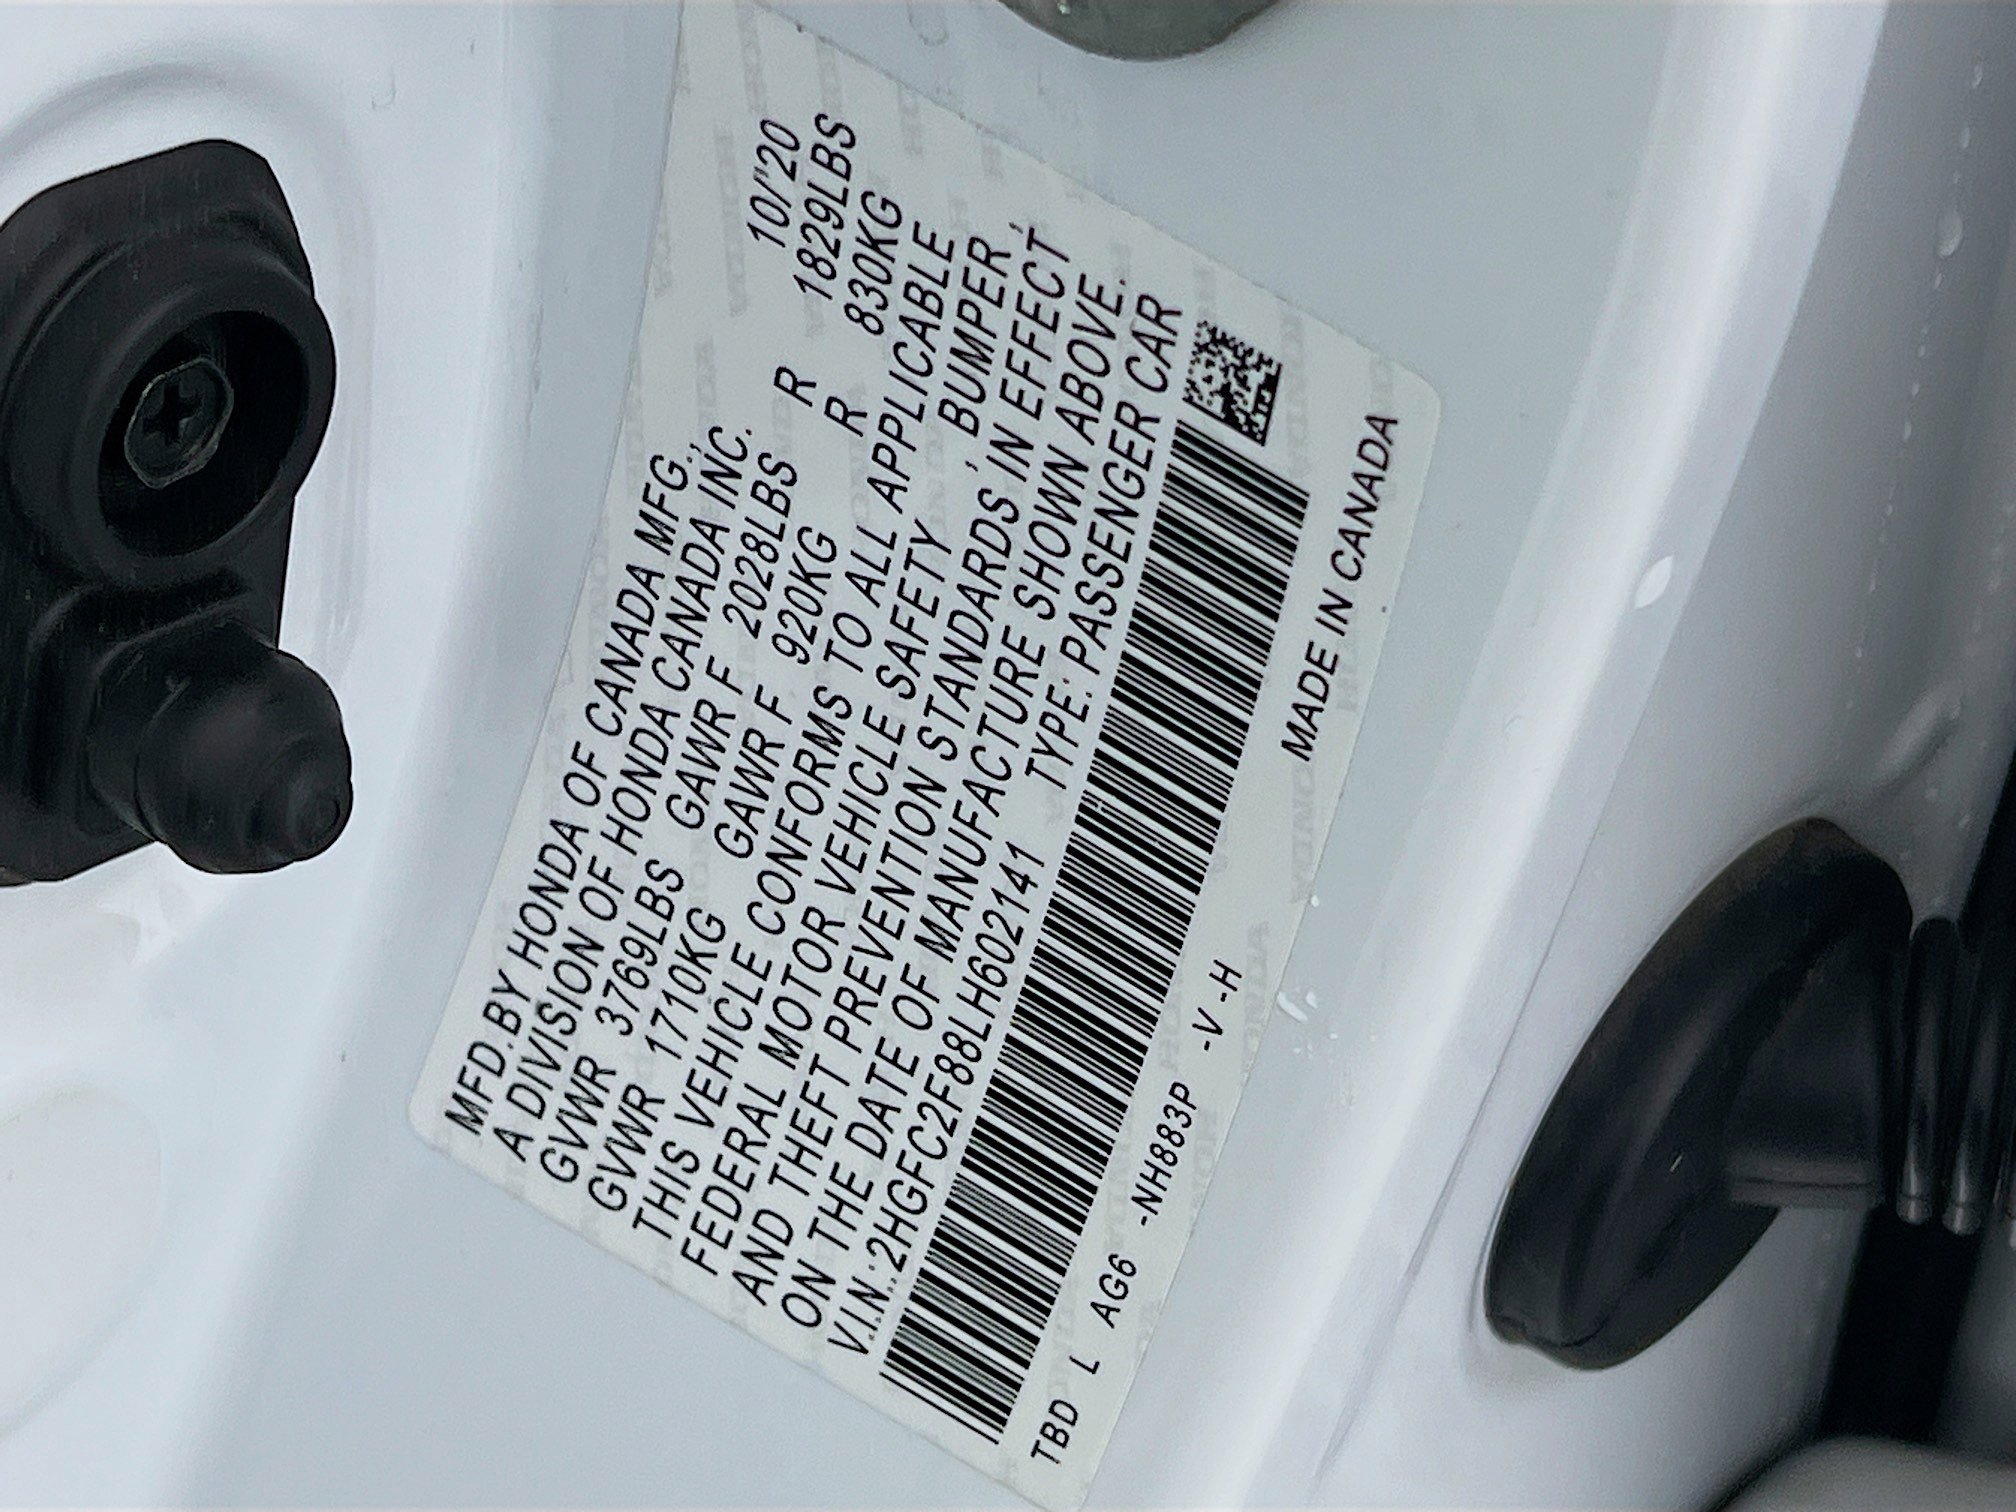 MFD.BY HONDA OF CANADA MFG., 10/'20
A DIVISION OF HONDA CANADA INC.
GVWR 3769LBS GAWR F 2028LBS R 1829LBS
GVWR 1710KG GAWR F 920KG R 830KG
THIS VEHICLE CONFORMS TO ALL APPLICABLE
FEDERAL MOTOR VEHICLE SAFETY , BUMPER ,
AND THEFT PREVENTION STANDARDS IN EFFECT
ON THE DATE OF MANUFACTURE SHOWN ABOVE.
V.I.N.:2HGFC2F88LH602141 TYPE: PASSENGER CAR
TBD L AG6 -NH883P -V -H MADE IN CANADA